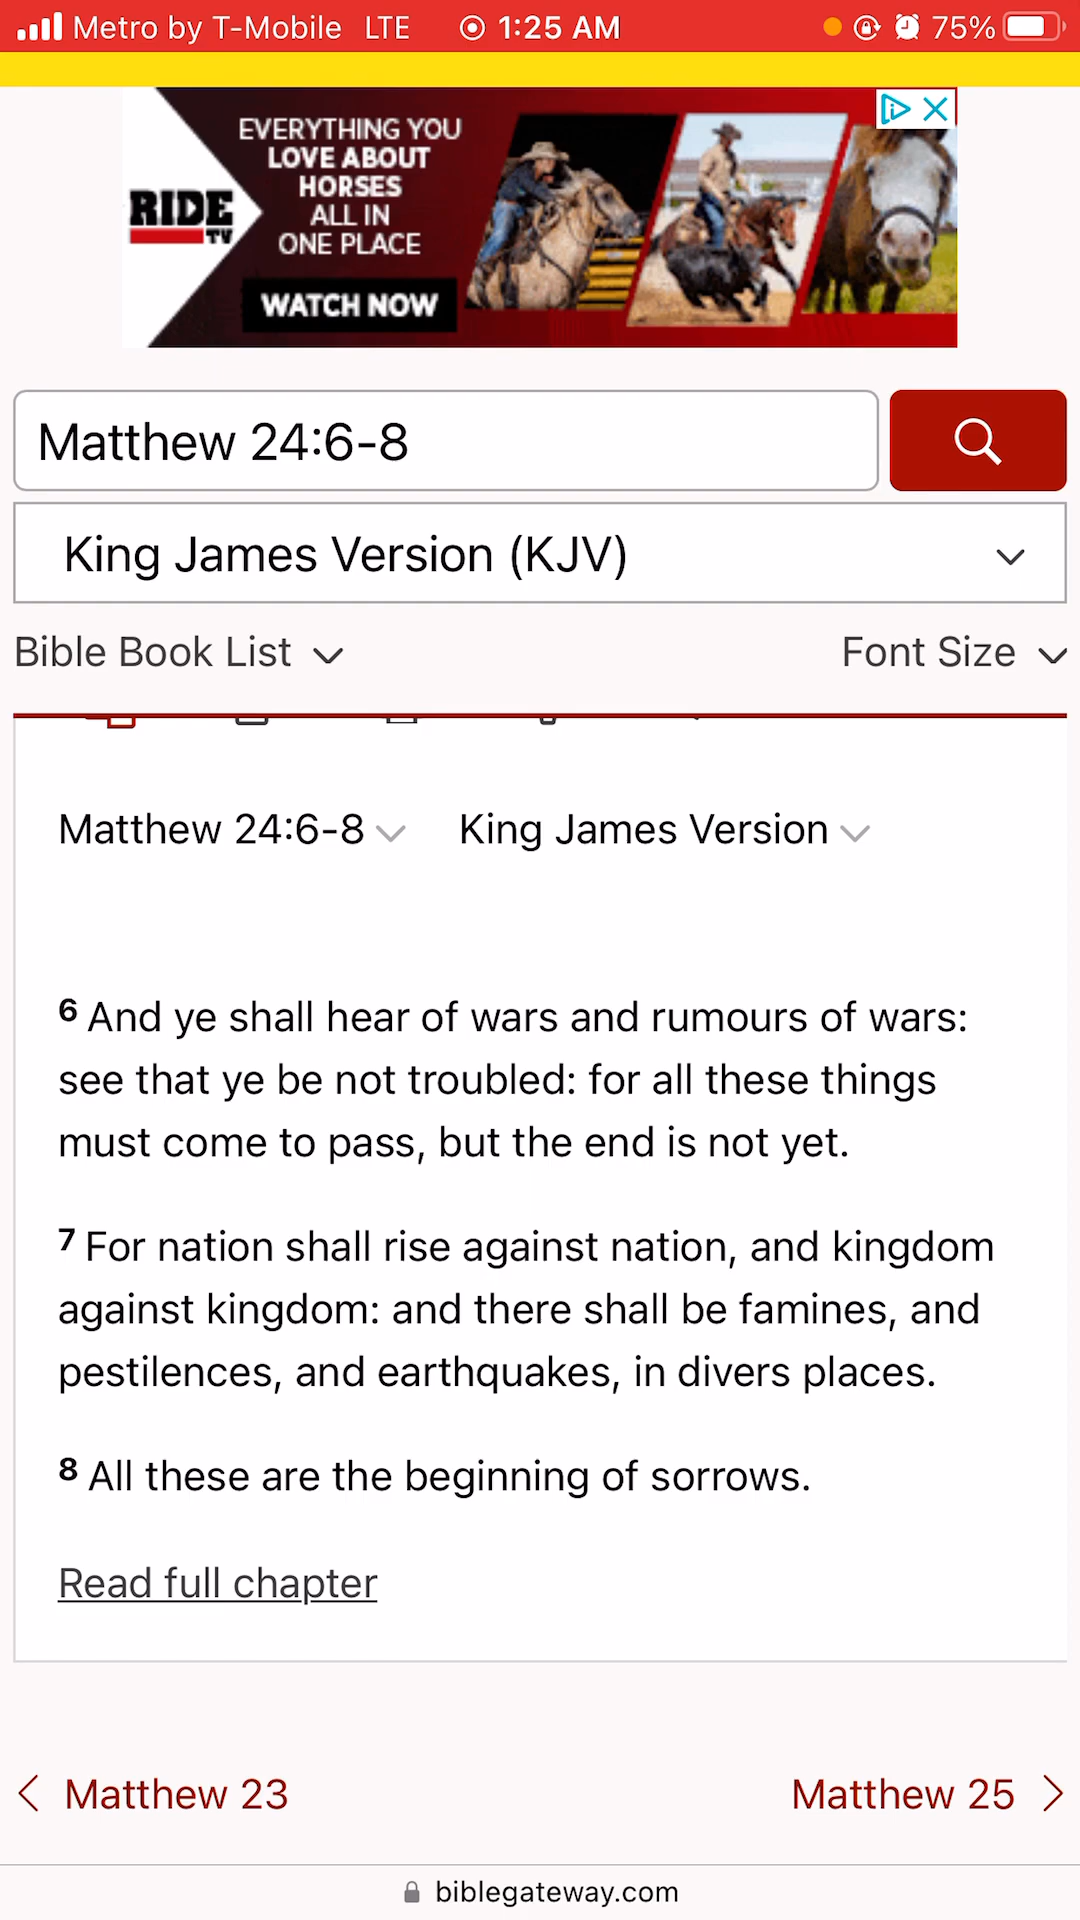 Metro by T-Mobile LTE 1:25 AM 75%
RIDE
TV
EVERYTHING YOU
LOVE ABOUT
HORSES
ALL IN
ONE PLACE
WATCH NOW
Matthew 24:6-8
King James Version (KJV)
Bible Book List Font Size
Matthew 24:6-8 King James Version
6 And ye shall hear of wars and rumours of wars:
see that ye be not troubled: for all these things
must come to pass, but the end is not yet.
7 For nation shall rise against nation, and kingdom
against kingdom: and there shall be famines, and
pestilences, and earthquakes, in divers places.
8 All these are the beginning of sorrows.
Read full chapter
Matthew 23 Matthew 25
biblegateway.com